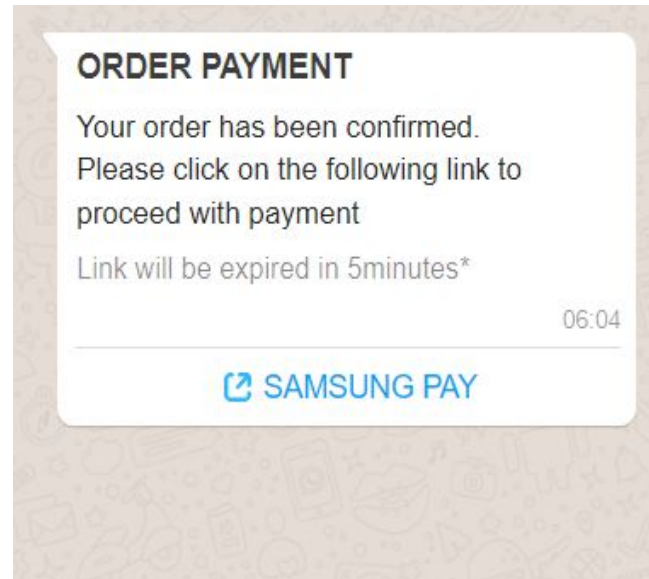 ORDER PAYMENT
Your order has been confirmed.
Please click on the following link to
proceed with payment
Link will be expired in 5minutes*
06:04
SAMSUNG PAY